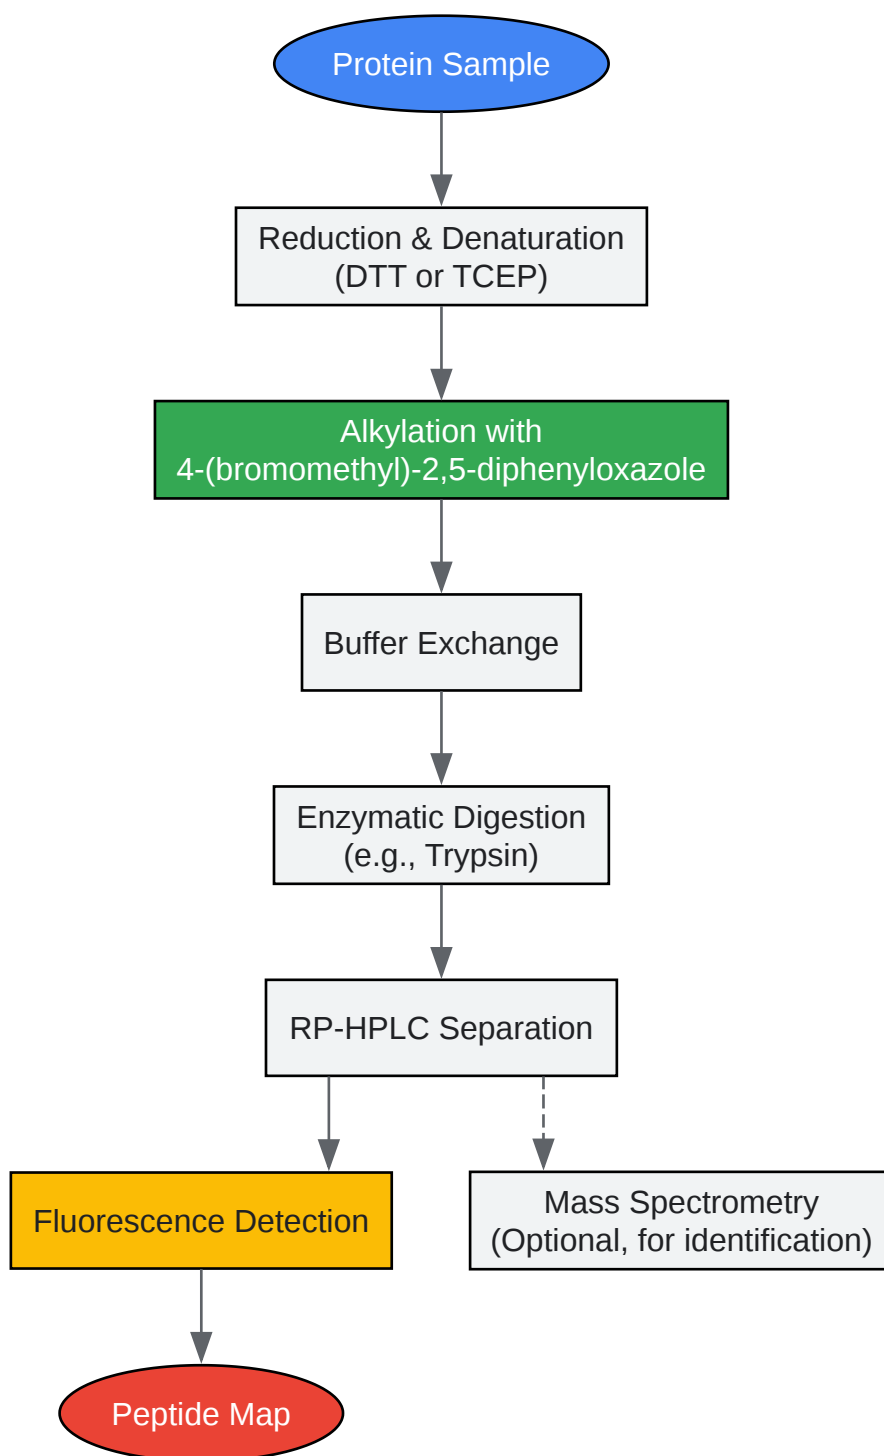 Protein Sample
Reduction & Denaturation
(DTT or TCEP)
Alkylation with
4-(bromomethyl)-2,5-diphenyloxazole
Buffer Exchange
Enzymatic Digestion
(e.g., Trypsin)
RP-HPLC Separation
Fluorescence Detection
Mass Spectrometry
(Optional, for identification)
Peptide Map